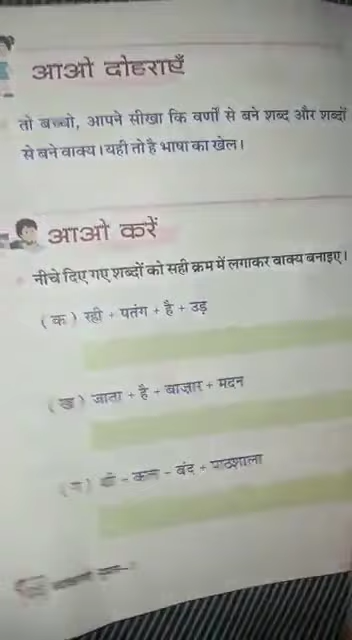 आओ दोहराएँ
तो बच्चो, आपने सीखा कि वर्णों से बने शब्द और शब्दों
से बने वाक्य। यही तो है भाषा का खेल।
आओ करें
नीचे दिए गए शब्दों को सही क्रम में लगाकर वाक्य बनाइए।
(क) रही + पतंग + है + उड़
(ख) जाता + है + बाज़ार + मदन
(ग) + कल + बंद + पाठशाला